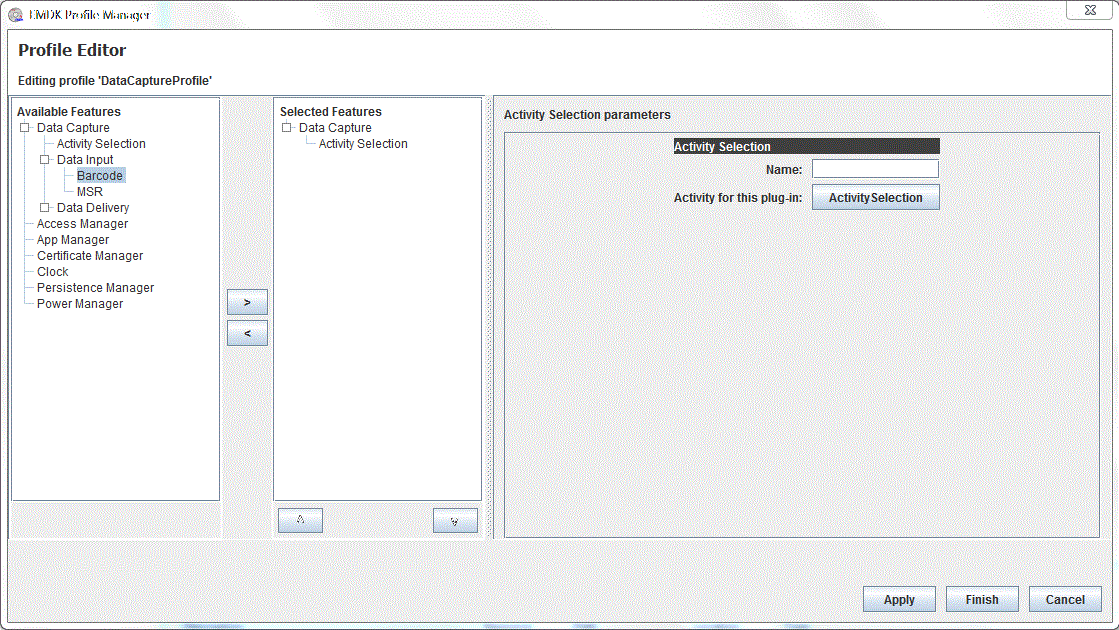 EMDK Profile Manager
Profile Editor
Editing profile 'DataCaptureProfile'
Available Features
Data Capture
Activity Selection
Data Input
Barcode
MSR
Data Delivery
Access Manager
App Manager
Certificate Manager
Clock
Persistence Manager
Power Manager
>
<
Selected Features
Data Capture
Activity Selection
Activity Selection parameters
Activity Selection
Name:
Activity for this plug-in:
ActivitySelection
Apply
Finish
Cancel